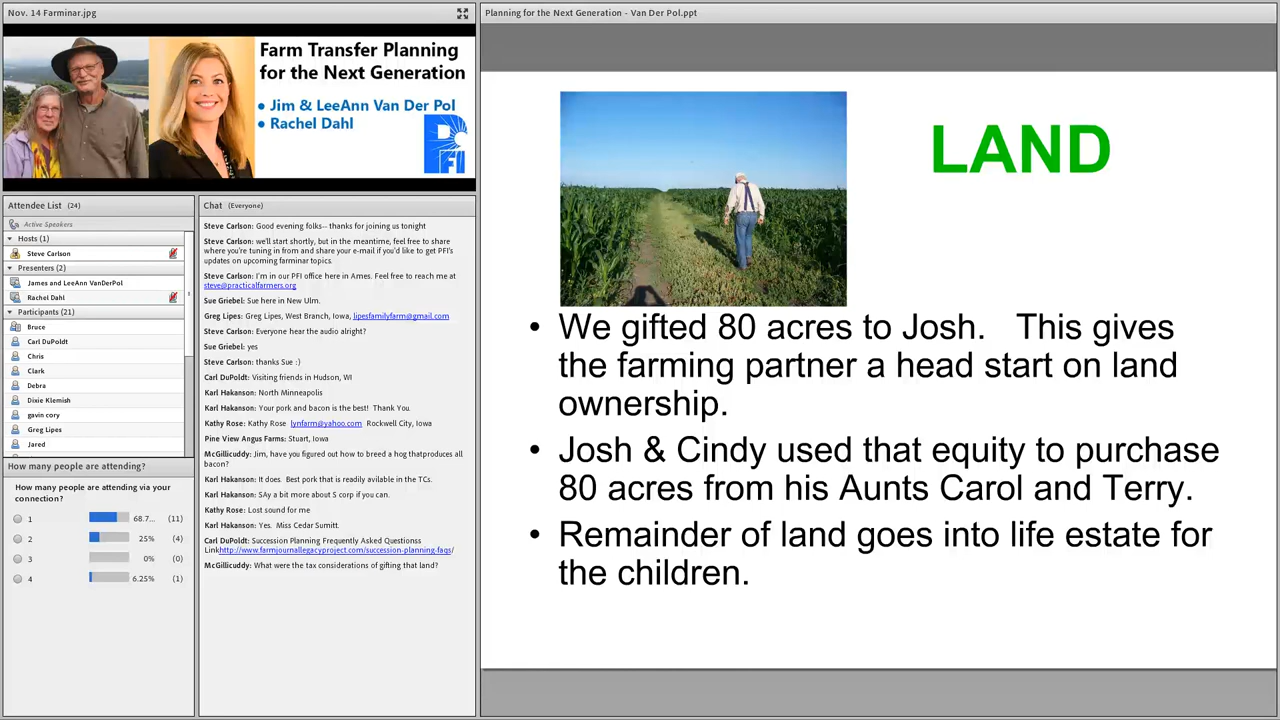 Nov. 14 Farminar.jpg
Farm Transfer Planning
for the Next Generation
• Jim & LeeAnn Van Der Pol
• Rachel Dahl
PFI
Attendee List (24)
Active Speakers
Hosts (1)
Steve Carlson
Presenters (2)
James and LeeAnn VanDerPol
Rachel Dahl
Participants (21)
Bruce
Carl DuPoldt
Chris
Clark
Debra
Dixie Klemish
gavin cory
Greg Lipes
Jared
How many people are attending?
How many people are attending via your
connection?
1 68.7... (11)
2 25% (4)
3 0% (0)
4 6.25% (1)
Chat (Everyone)
Steve Carlson: Good evening folks-- thanks for joining us tonight
Steve Carlson: we'll start shortly, but in the meantime, feel free to share
where you're tuning in from and share your e-mail if you'd like to get PFI's
updates on upcoming farminar topics.
Steve Carlson: I'm in our PFI office here in Ames. Feel free to reach me at
steve@practicalfarmers.org
Sue Griebel: Sue here in New Ulm.
Greg Lipes: Greg Lipes, West Branch, Iowa, lipesfamilyfarm@gmail.com
Steve Carlson: Everyone hear the audio alright?
Sue Griebel: yes
Steve Carlson: thanks Sue :)
Carl DuPoldt: Visiting friends in Hudson, WI
Karl Hakanson: North Minneapolis
Karl Hakanson: Your pork and bacon is the best! Thank You.
Kathy Rose: Kathy Rose lynfarm@yahoo.com Rockwell City, Iowa
Pine View Angus Farms: Stuart, Iowa
McGillicuddy: Jim, have you figured out how to breed a hog thatproduces all
bacon?
Karl Hakanson: It does. Best pork that is readily avilable in the TCs.
Karl Hakanson: SAy a bit more about S corp if you can.
Kathy Rose: Lost sound for me
Karl Hakanson: Yes. Miss Cedar Sumitt.
Carl DuPoldt: Succession Planning Frequently Asked Questionss
Linkhttp://www.farmjournallegacyproject.com/succession-planning-faqs/
McGillicuddy: What were the tax considerations of gifting that land?
Planning for the Next Generation - Van Der Pol.ppt
LAND
• We gifted 80 acres to Josh. This gives
the farming partner a head start on land
ownership.
• Josh & Cindy used that equity to purchase
80 acres from his Aunts Carol and Terry.
• Remainder of land goes into life estate for
the children.